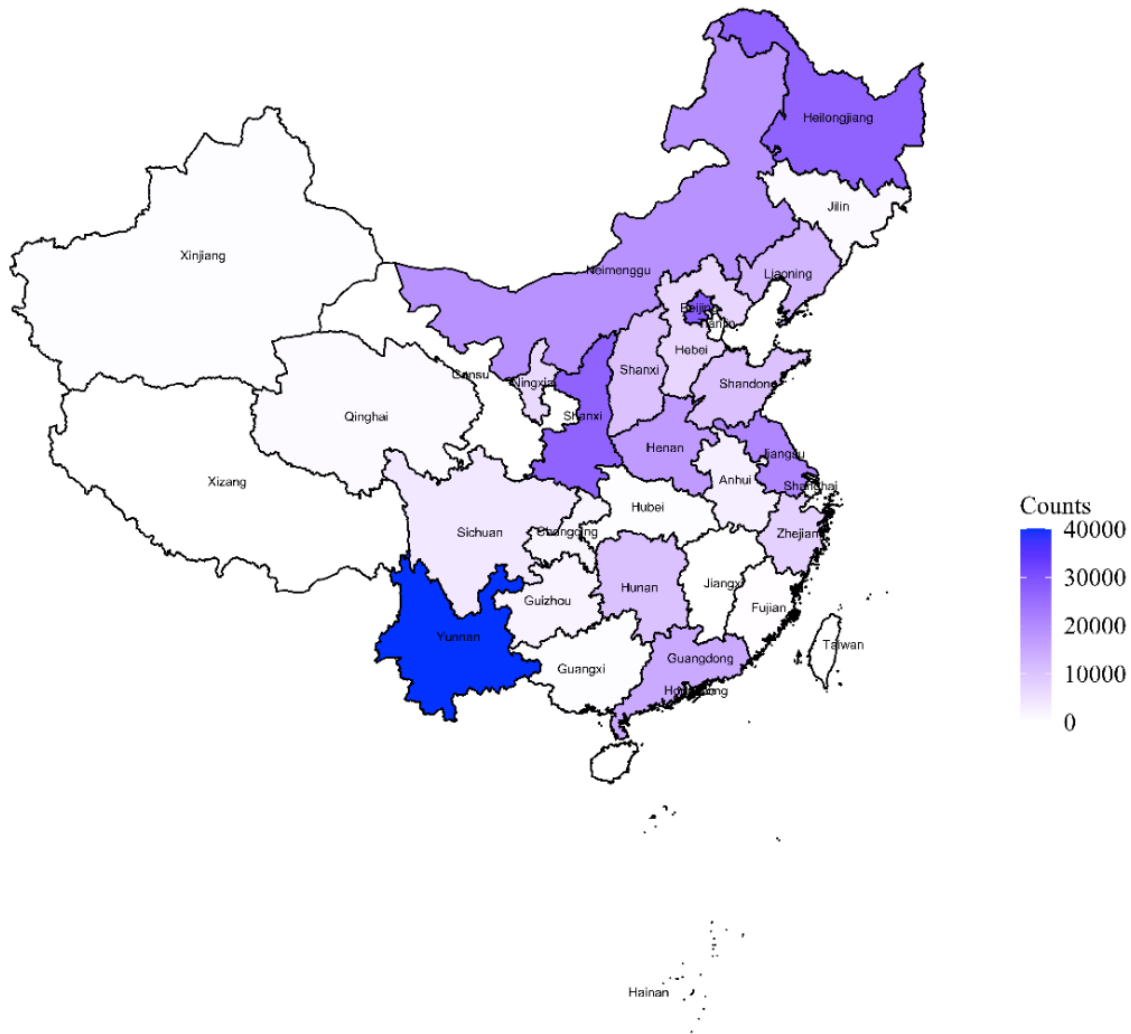 Heilongjiang
Jilin
Xinjiang
Neimenggu
Liaoning
Beijing
Tianjin
Hebei
Gansu
Ningxia
Shanxi
Shandong
Qinghai
Shanxi
Henan
Jiangsu
Xizang
Anhui
Shanghai
Hubei
Sichuan
Chongqing
Zhejiang
Hunan
Jiangxi
Guizhou
Fujian
Yunnan
Taiwan
Guangxi
Guangdong
Hainan
Counts
40000
30000
20000
10000
0